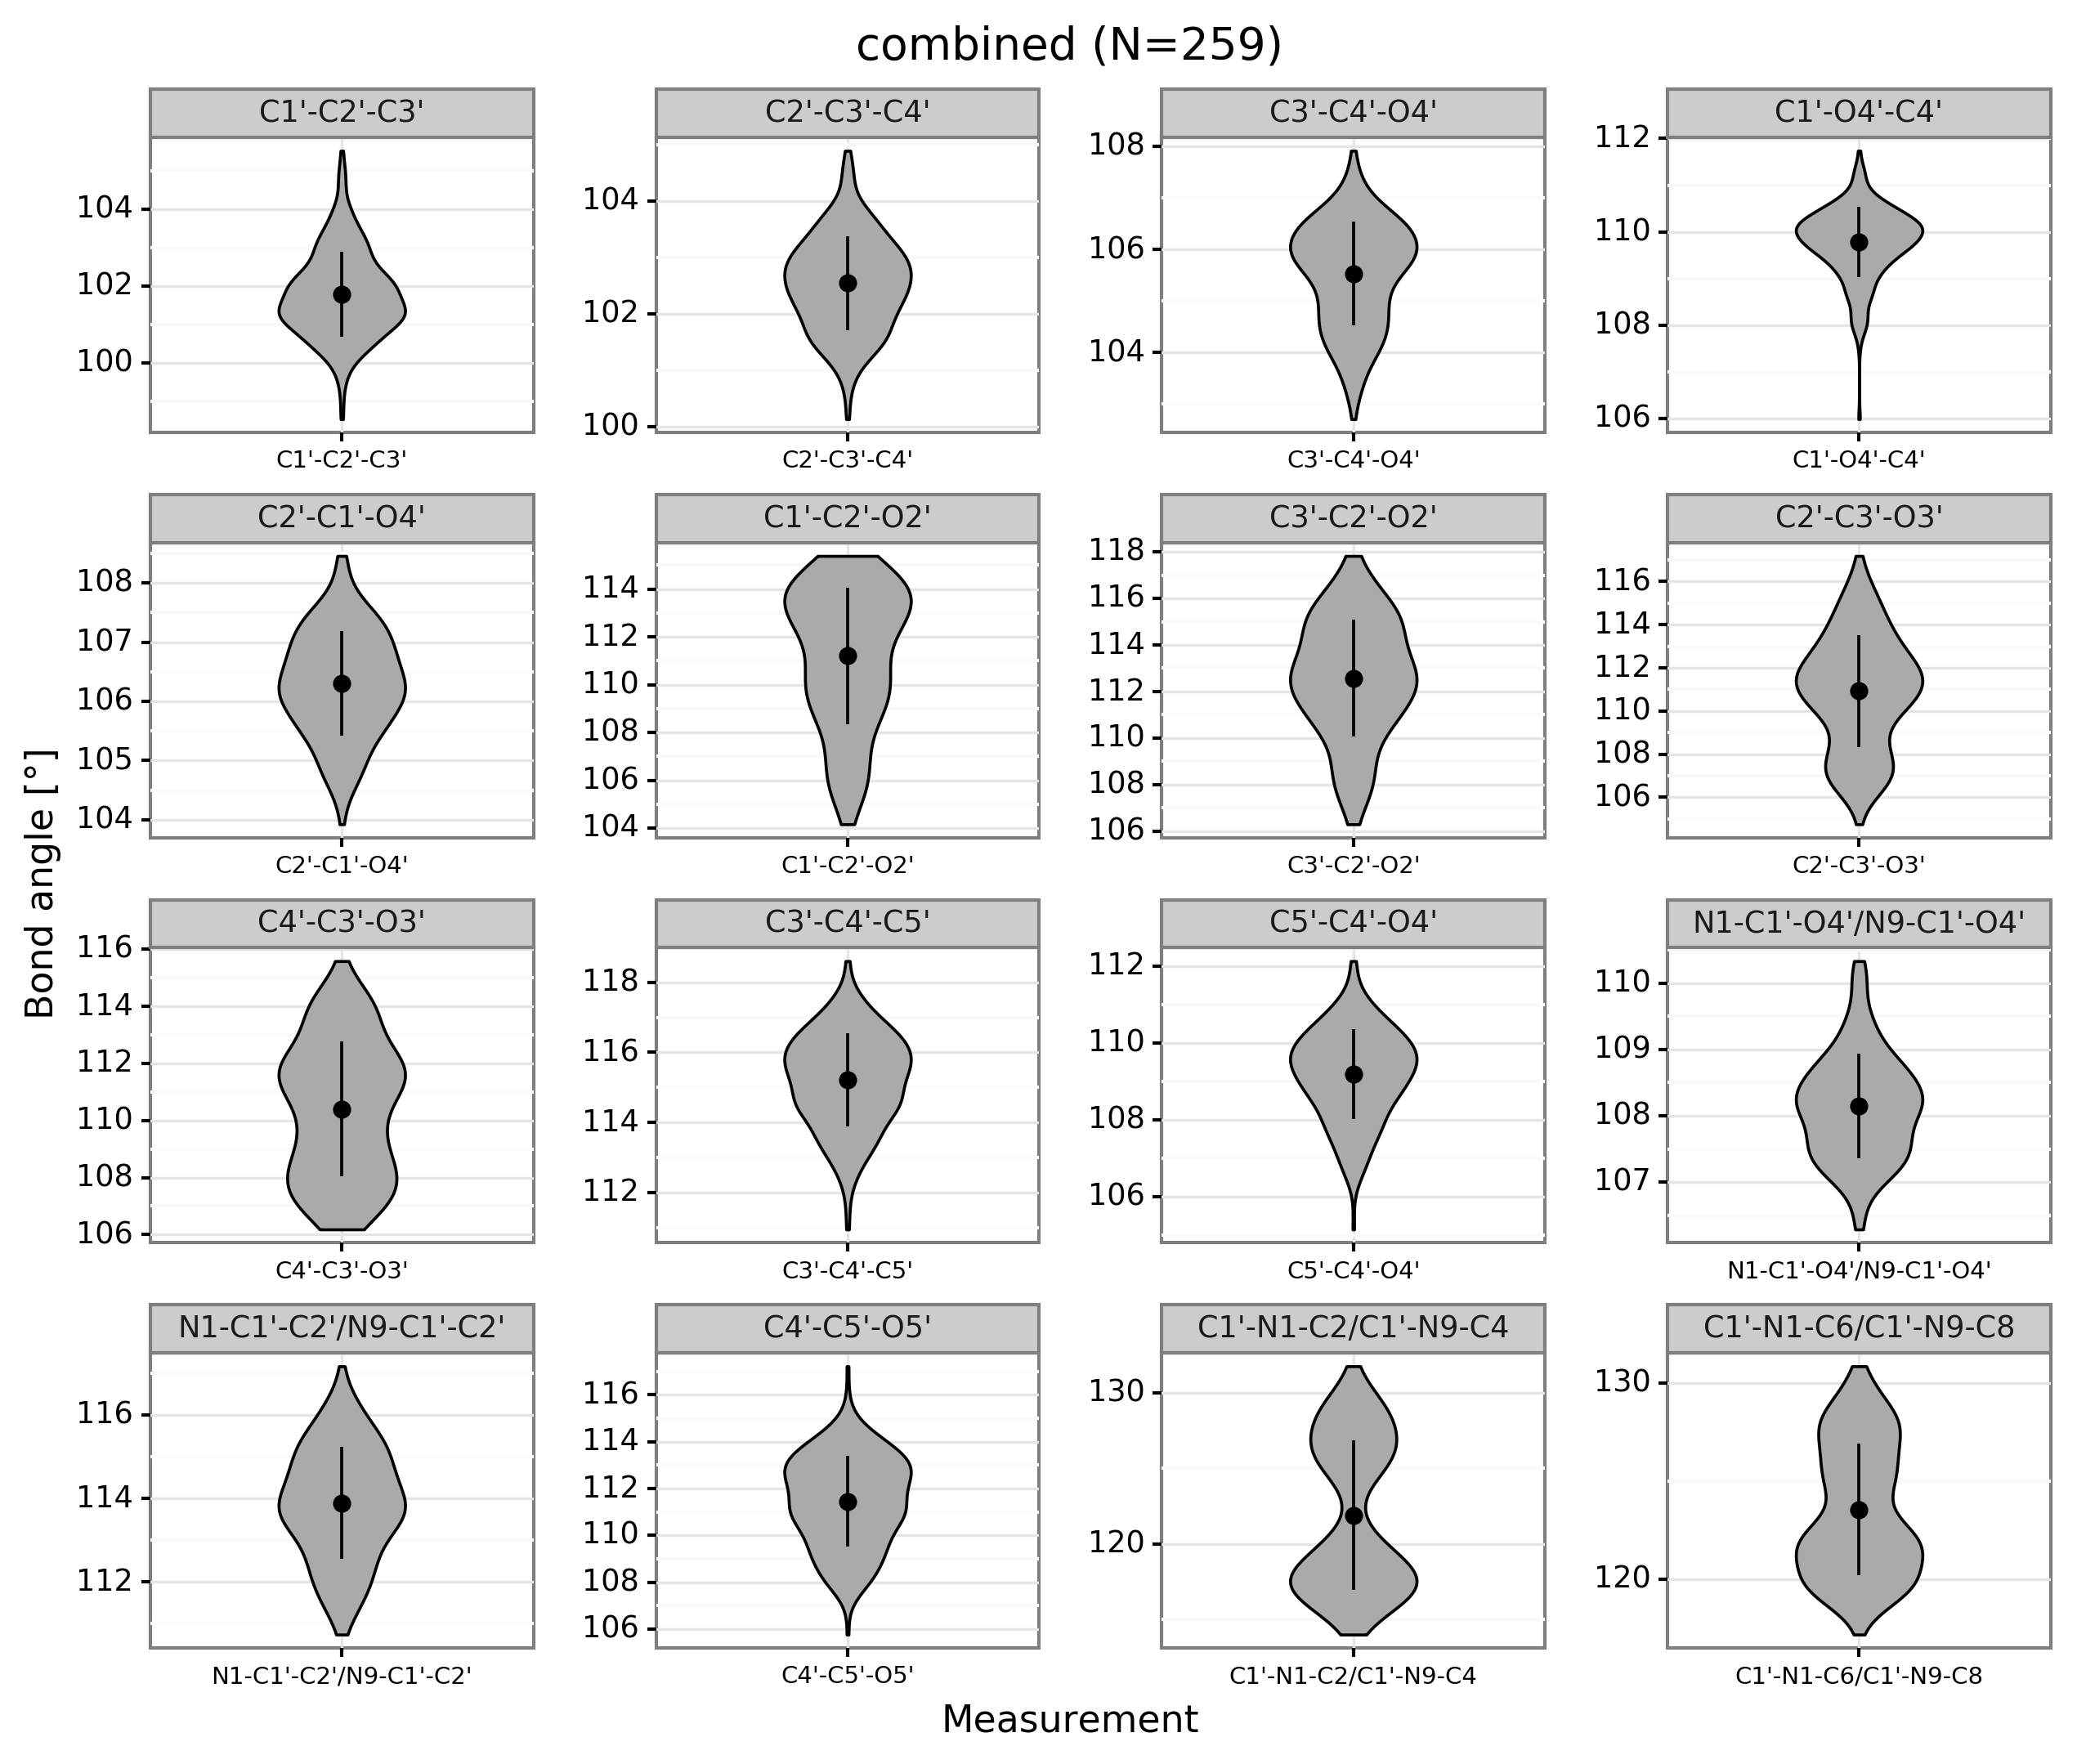 combined (N=259)
C1'-C2'-C3'
C2'-C3'-C4'
C3'-C4'-O4'
C1'-O4'-C4'
104
102
100
104
102
100
108
106
104
112
110
108
106
C1'-C2'-C3'
C2'-C3'-C4'
C3'-C4'-O4'
C1'-O4'-C4'
C2'-C1'-O4'
C1'-C2'-O2'
C3'-C2'-O2'
C2'-C3'-O3'
108
107
106
105
104
114
112
110
108
106
104
118
116
114
112
110
108
106
116
114
112
110
108
106
C2'-C1'-O4'
C1'-C2'-O2'
C3'-C2'-O2'
C2'-C3'-O3'
Bond angle [°]
C4'-C3'-O3'
C3'-C4'-C5'
C5'-C4'-O4'
N1-C1'-O4'/N9-C1'-O4'
116
114
112
110
108
106
118
116
114
112
112
110
108
106
110
109
108
107
C4'-C3'-O3'
C3'-C4'-C5'
C5'-C4'-O4'
N1-C1'-O4'/N9-C1'-O4'
N1-C1'-C2'/N9-C1'-C2'
C4'-C5'-O5'
C1'-N1-C2/C1'-N9-C4
C1'-N1-C6/C1'-N9-C8
116
114
112
116
114
112
110
108
106
130
120
130
120
N1-C1'-C2'/N9-C1'-C2'
C4'-C5'-O5'
C1'-N1-C2/C1'-N9-C4
C1'-N1-C6/C1'-N9-C8
Measurement